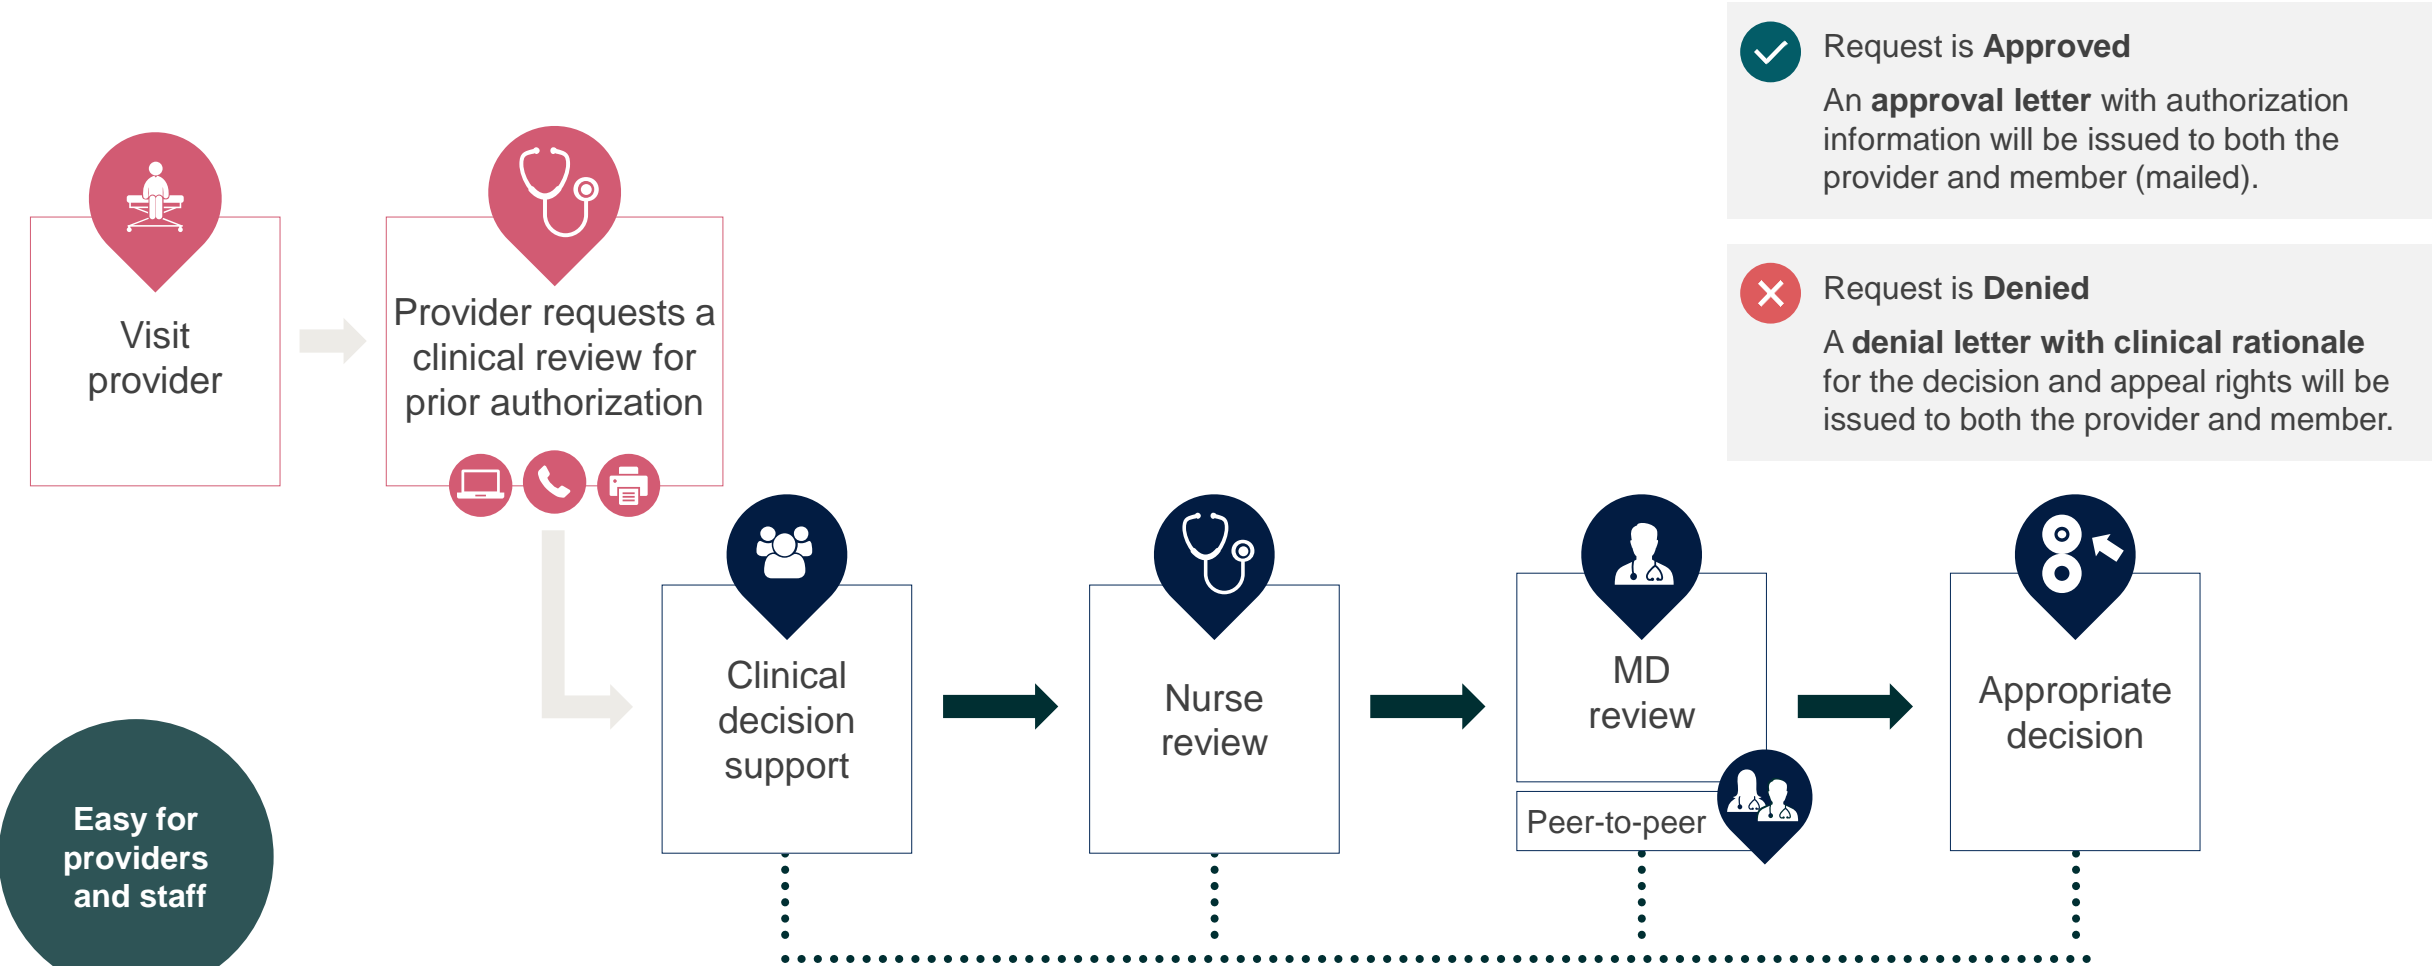 Request is Approved
An approval letter with authorization
information will be issued to both the
provider and member (mailed).
Request is Denied
A denial letter with clinical rationale
for the decision and appeal rights will be
issued to both the provider and member.
Visit
provider
Provider requests a
clinical review for
prior authorization
Clinical
decision
support
Nurse
review
MD
review
Peer-to-peer
Appropriate
decision
Easy for
providers
and staff